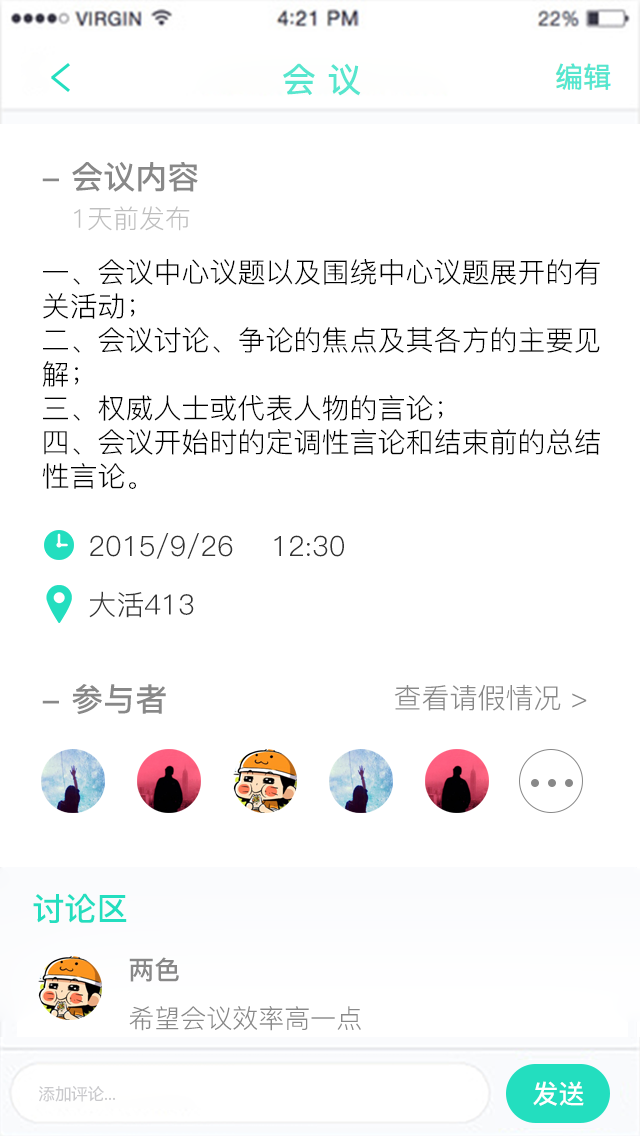 VIRGIN 4:21 PM 22%
会 议 编辑
– 会议内容
1天前发布
一、会议中心议题以及围绕中心议题展开的有
关活动；
二、会议讨论、争论的焦点及其各方的主要见
解；
三、权威人士或代表人物的言论；
四、会议开始时的定调性言论和结束前的总结
性言论。
2015/9/26 12:30
大活413
– 参与者 查看请假情况 >
讨论区
两色
希望会议效率高一点
添加评论... 发送